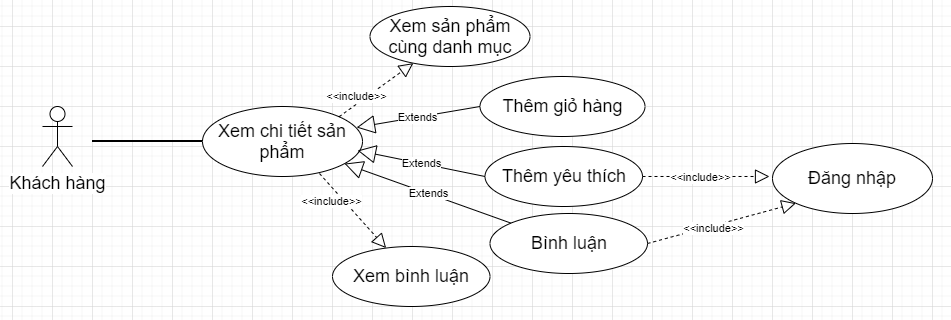 Xem sản phẩm
cùng danh mục
<<include>>
Thêm giỏ hàng
Extends
Xem chi tiết sản
phẩm
Khách hàng
Extends
Thêm yêu thích
<<include>>
Đăng nhập
Extends
<<include>>
Bình luận
<<include>>
Xem bình luận